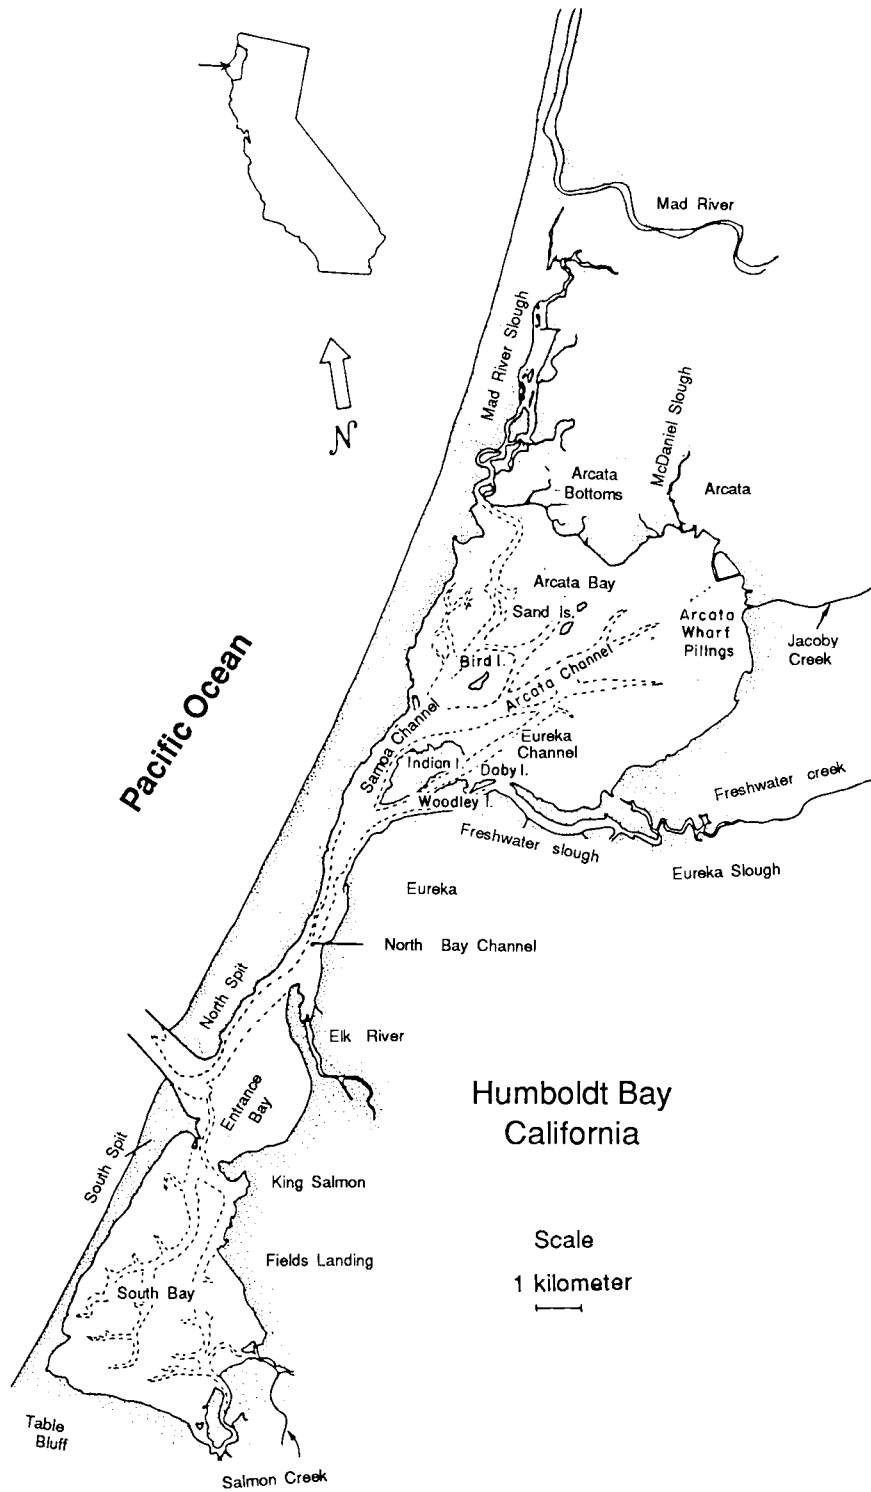 Mad River
Mad River Slough
N
McDaniel Slough
Arcata
Bottoms
Arcata
Arcata Bay
Sand Is.
Arcata
Wharf
Pilings
Jacoby
Creek
Bird I.
Arcata Channel
Pacific Ocean
Samoa Channel
Eureka
Channel
Indian I.
Daby I.
Woodley I.
Freshwater creek
Freshwater slough
Eureka Slough
Eureka
North Bay Channel
North Spit
Elk River
Entrance
Bay
Humboldt Bay
California
South Spit
King Salmon
Scale
1 kilometer
Fields Landing
South Bay
Table
Bluff
Salmon Creek